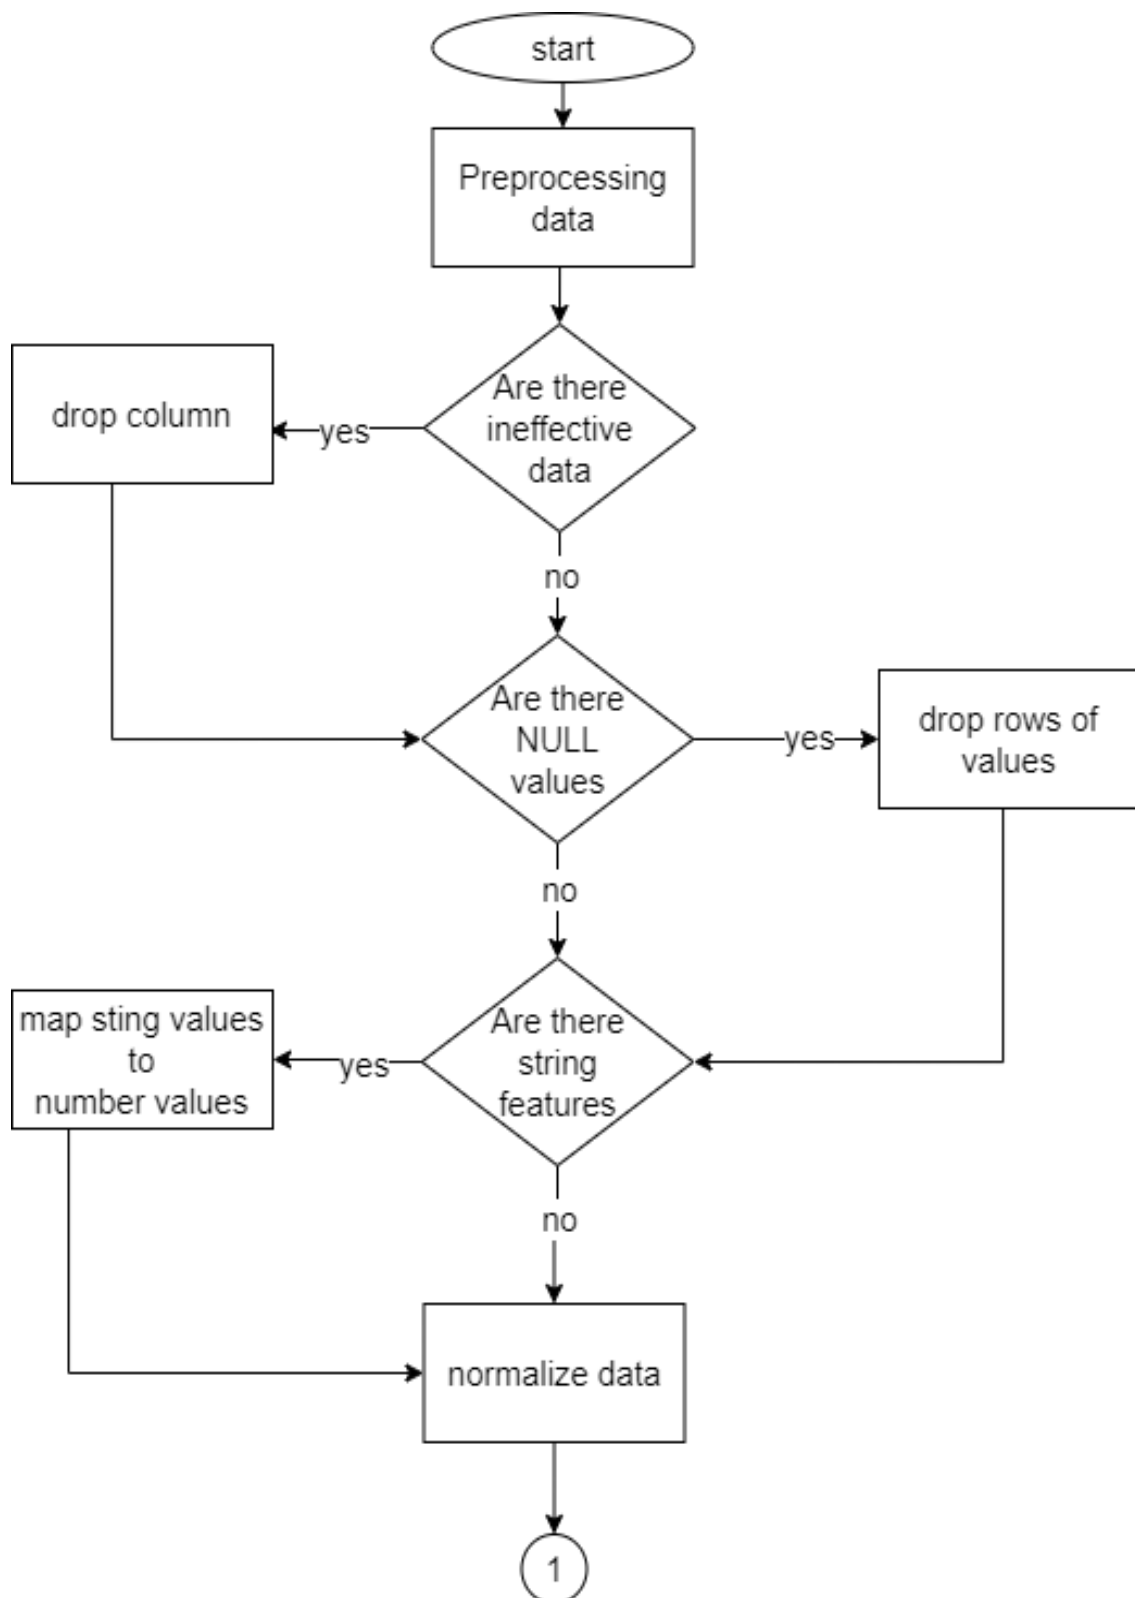 start
Preprocessing
data
Are there
ineffective
data
yes
drop column
no
Are there
NULL
values
yes
drop rows of
values
no
Are there
string
features
yes
map sting values
to
number values
no
normalize data
1